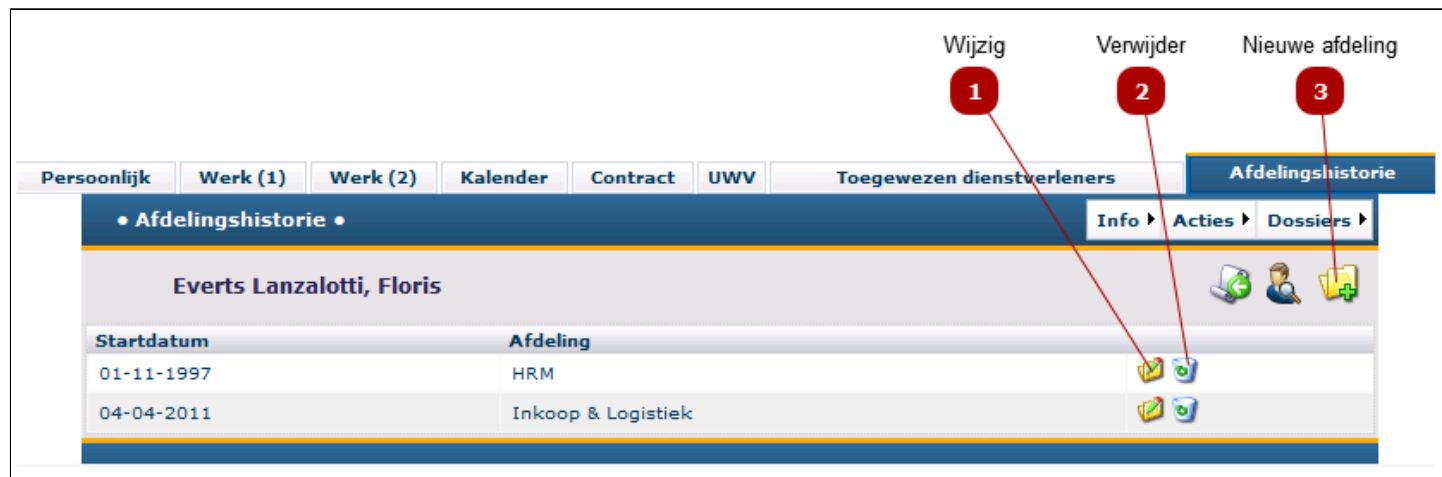 Wijzig Verwijder Nieuwe afdeling
1 2 3
Persoonlijk Werk (1) Werk (2) Kalender Contract UWV Toegewezen dienstverleners Afdelingshistorie
• Afdelingshistorie • Info Acties Dossiers
Everts Lanzalotti, Floris
Startdatum Afdeling
01-11-1997 HRM
04-04-2011 Inkoop & Logistiek